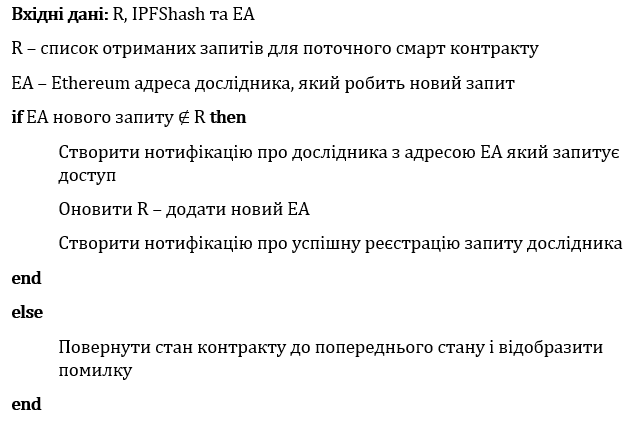 Вхідні дані: R, IPFShash та EA
R – список отриманих запитів для поточного смарт контракту
EA – Ethereum адреса дослідника, який робить новий запит
if EA нового запиту ∉ R then
Створити нотифікацію про дослідника з адресою EA який запитує
доступ
Оновити R – додати новий EA
Створити нотифікацію про успішну реєстрацію запиту дослідника
end
else
Повернути стан контракту до попереднього стану і відобразити
помилку
end